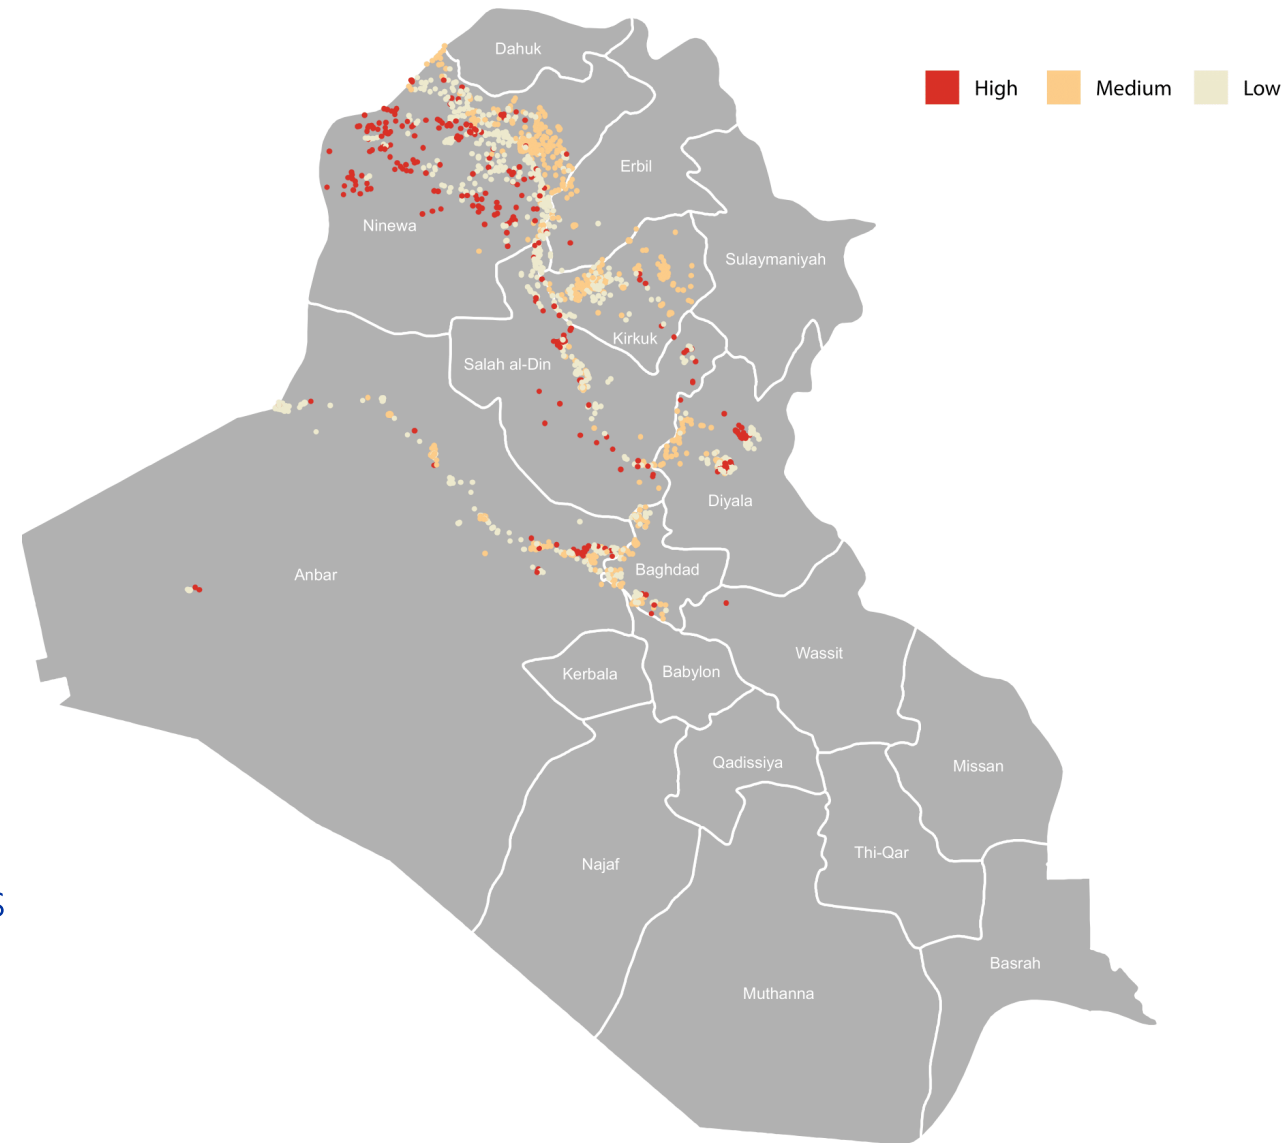 Dahuk
High Medium Low
Erbil
Ninewa
Sulaymaniyah
Kirkuk
Salah al-Din
Diyala
Baghdad
Anbar
Wassit
Kerbala
Babylon
Qadissiya
Missan
Thi-Qar
Najaf
S
Basrah
Muthanna